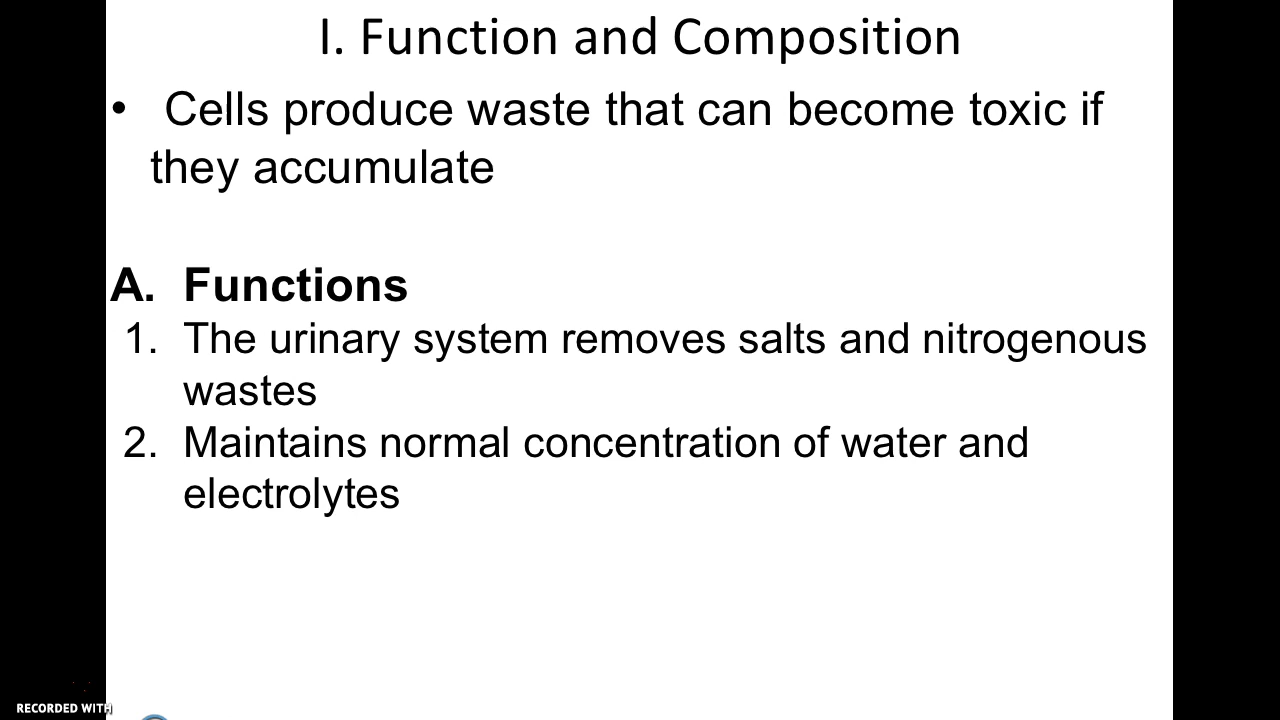 I. Function and Composition
• Cells produce waste that can become toxic if
they accumulate
A. Functions
1. The urinary system removes salts and nitrogenous
wastes
2. Maintains normal concentration of water and
electrolytes
RECORDED WITH